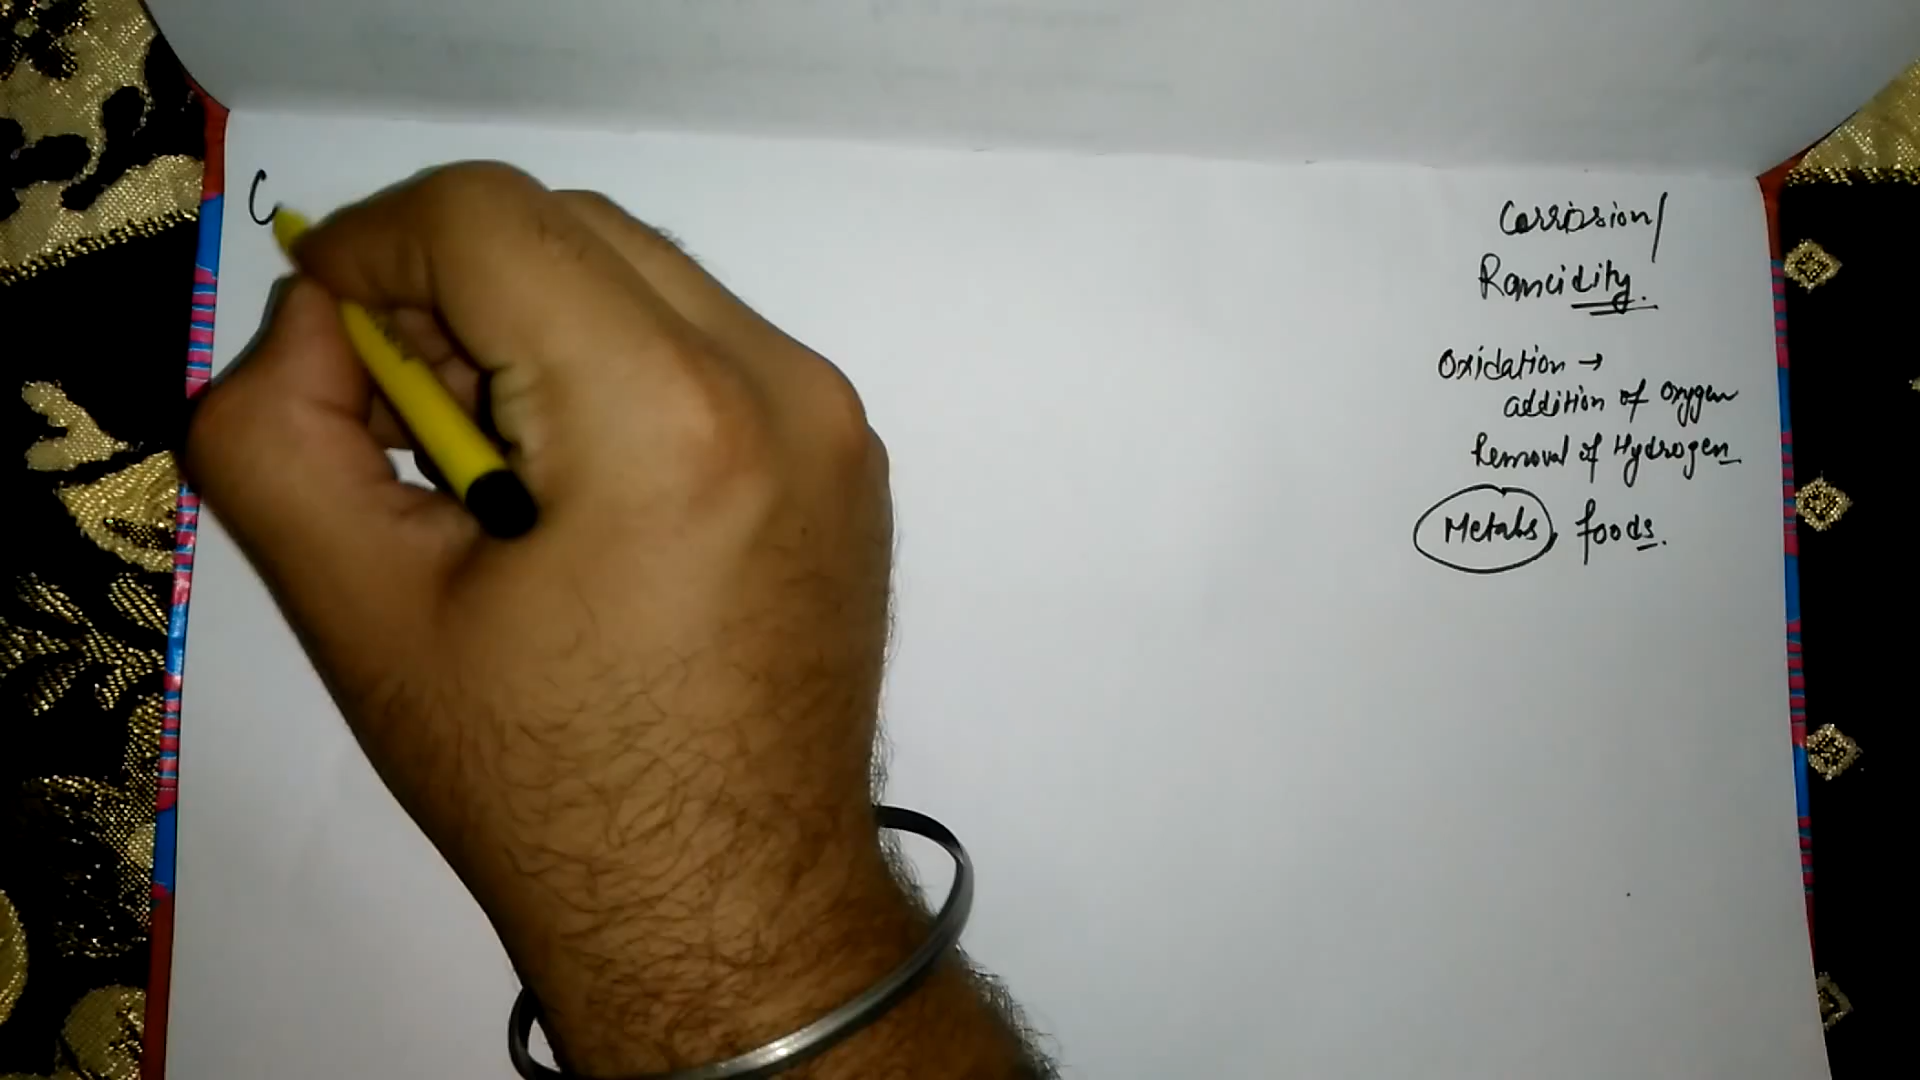 C
Corrosion/
Rancidity.
Oxidation →
addition of oxygen
Removal of Hydrogen
Metals, foods.